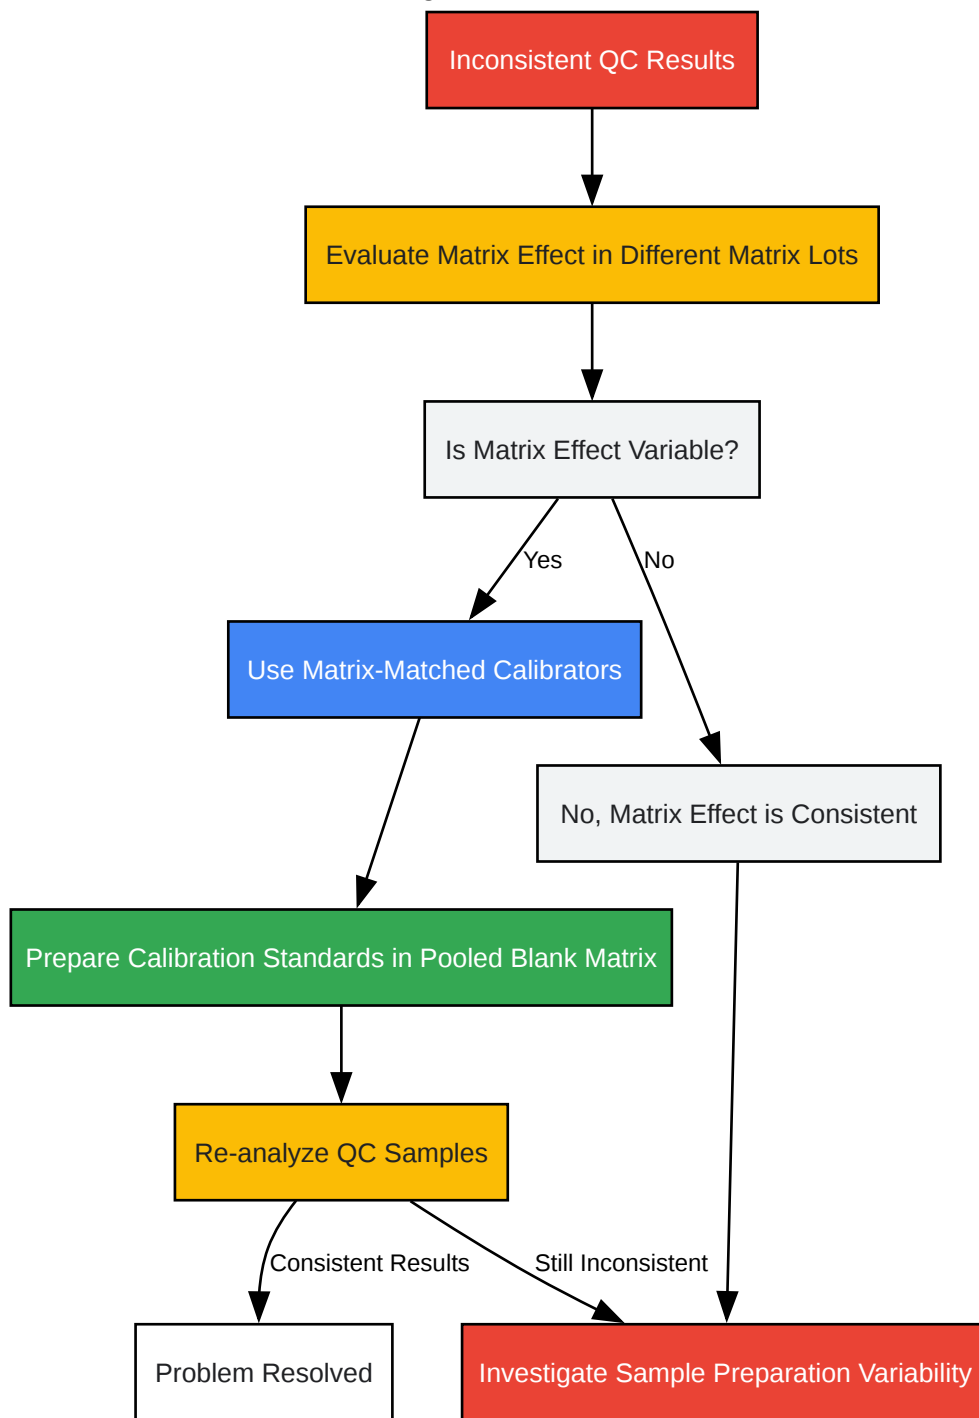 Inconsistent QC Results
Evaluate Matrix Effect in Different Matrix Lots
Is Matrix Effect Variable?
Yes
No
Use Matrix-Matched Calibrators
No, Matrix Effect is Consistent
Prepare Calibration Standards in Pooled Blank Matrix
Re-analyze QC Samples
Consistent Results
Still Inconsistent
Problem Resolved
Investigate Sample Preparation Variability